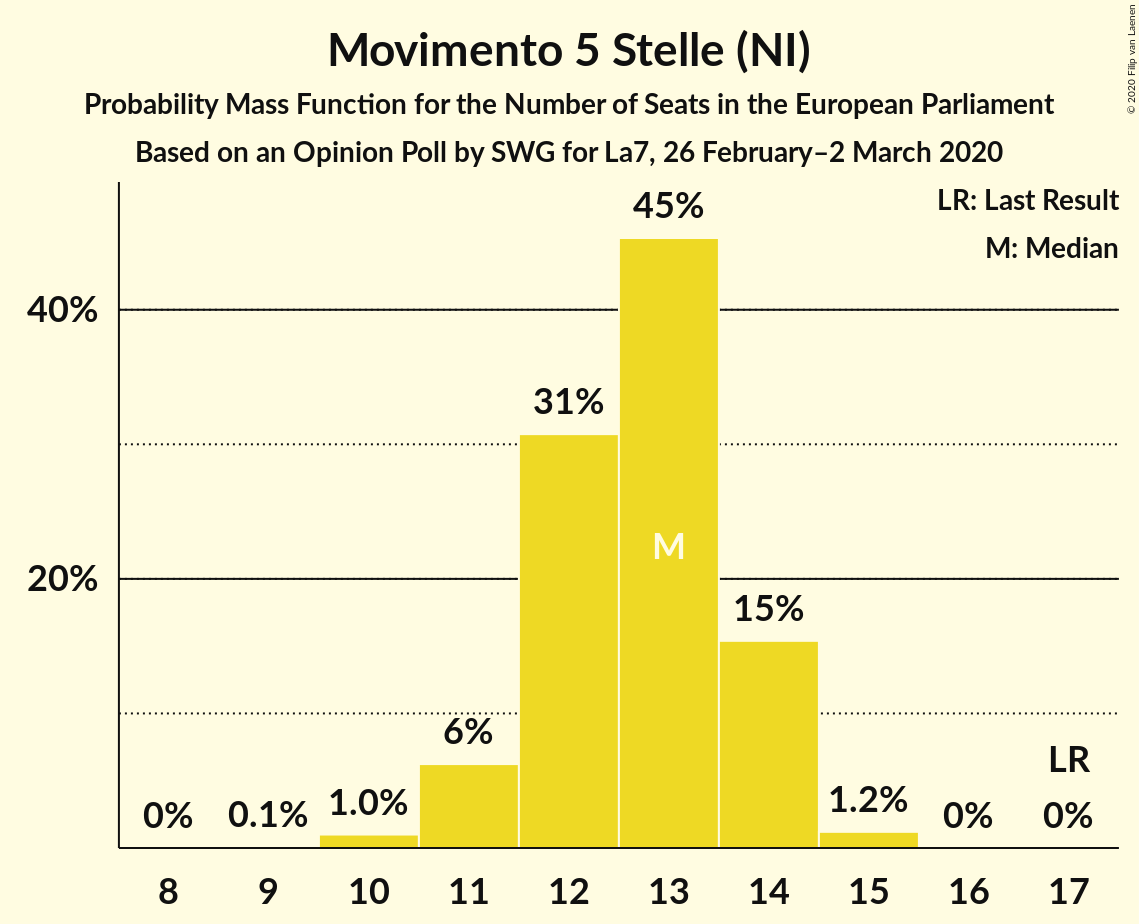 Movimento 5 Stelle (NI)
Probability Mass Function for the Number of Seats in the European Parliament
Based on an Opinion Poll by SWG for La7, 26 February–2 March 2020
© 2020 Filip van Laenen
LR: Last Result
M: Median
45%
40%
31%
M
20%
15%
6%
LR
0% 0.1% 1.0% 1.2% 0% 0%
8 9 10 11 12 13 14 15 16 17